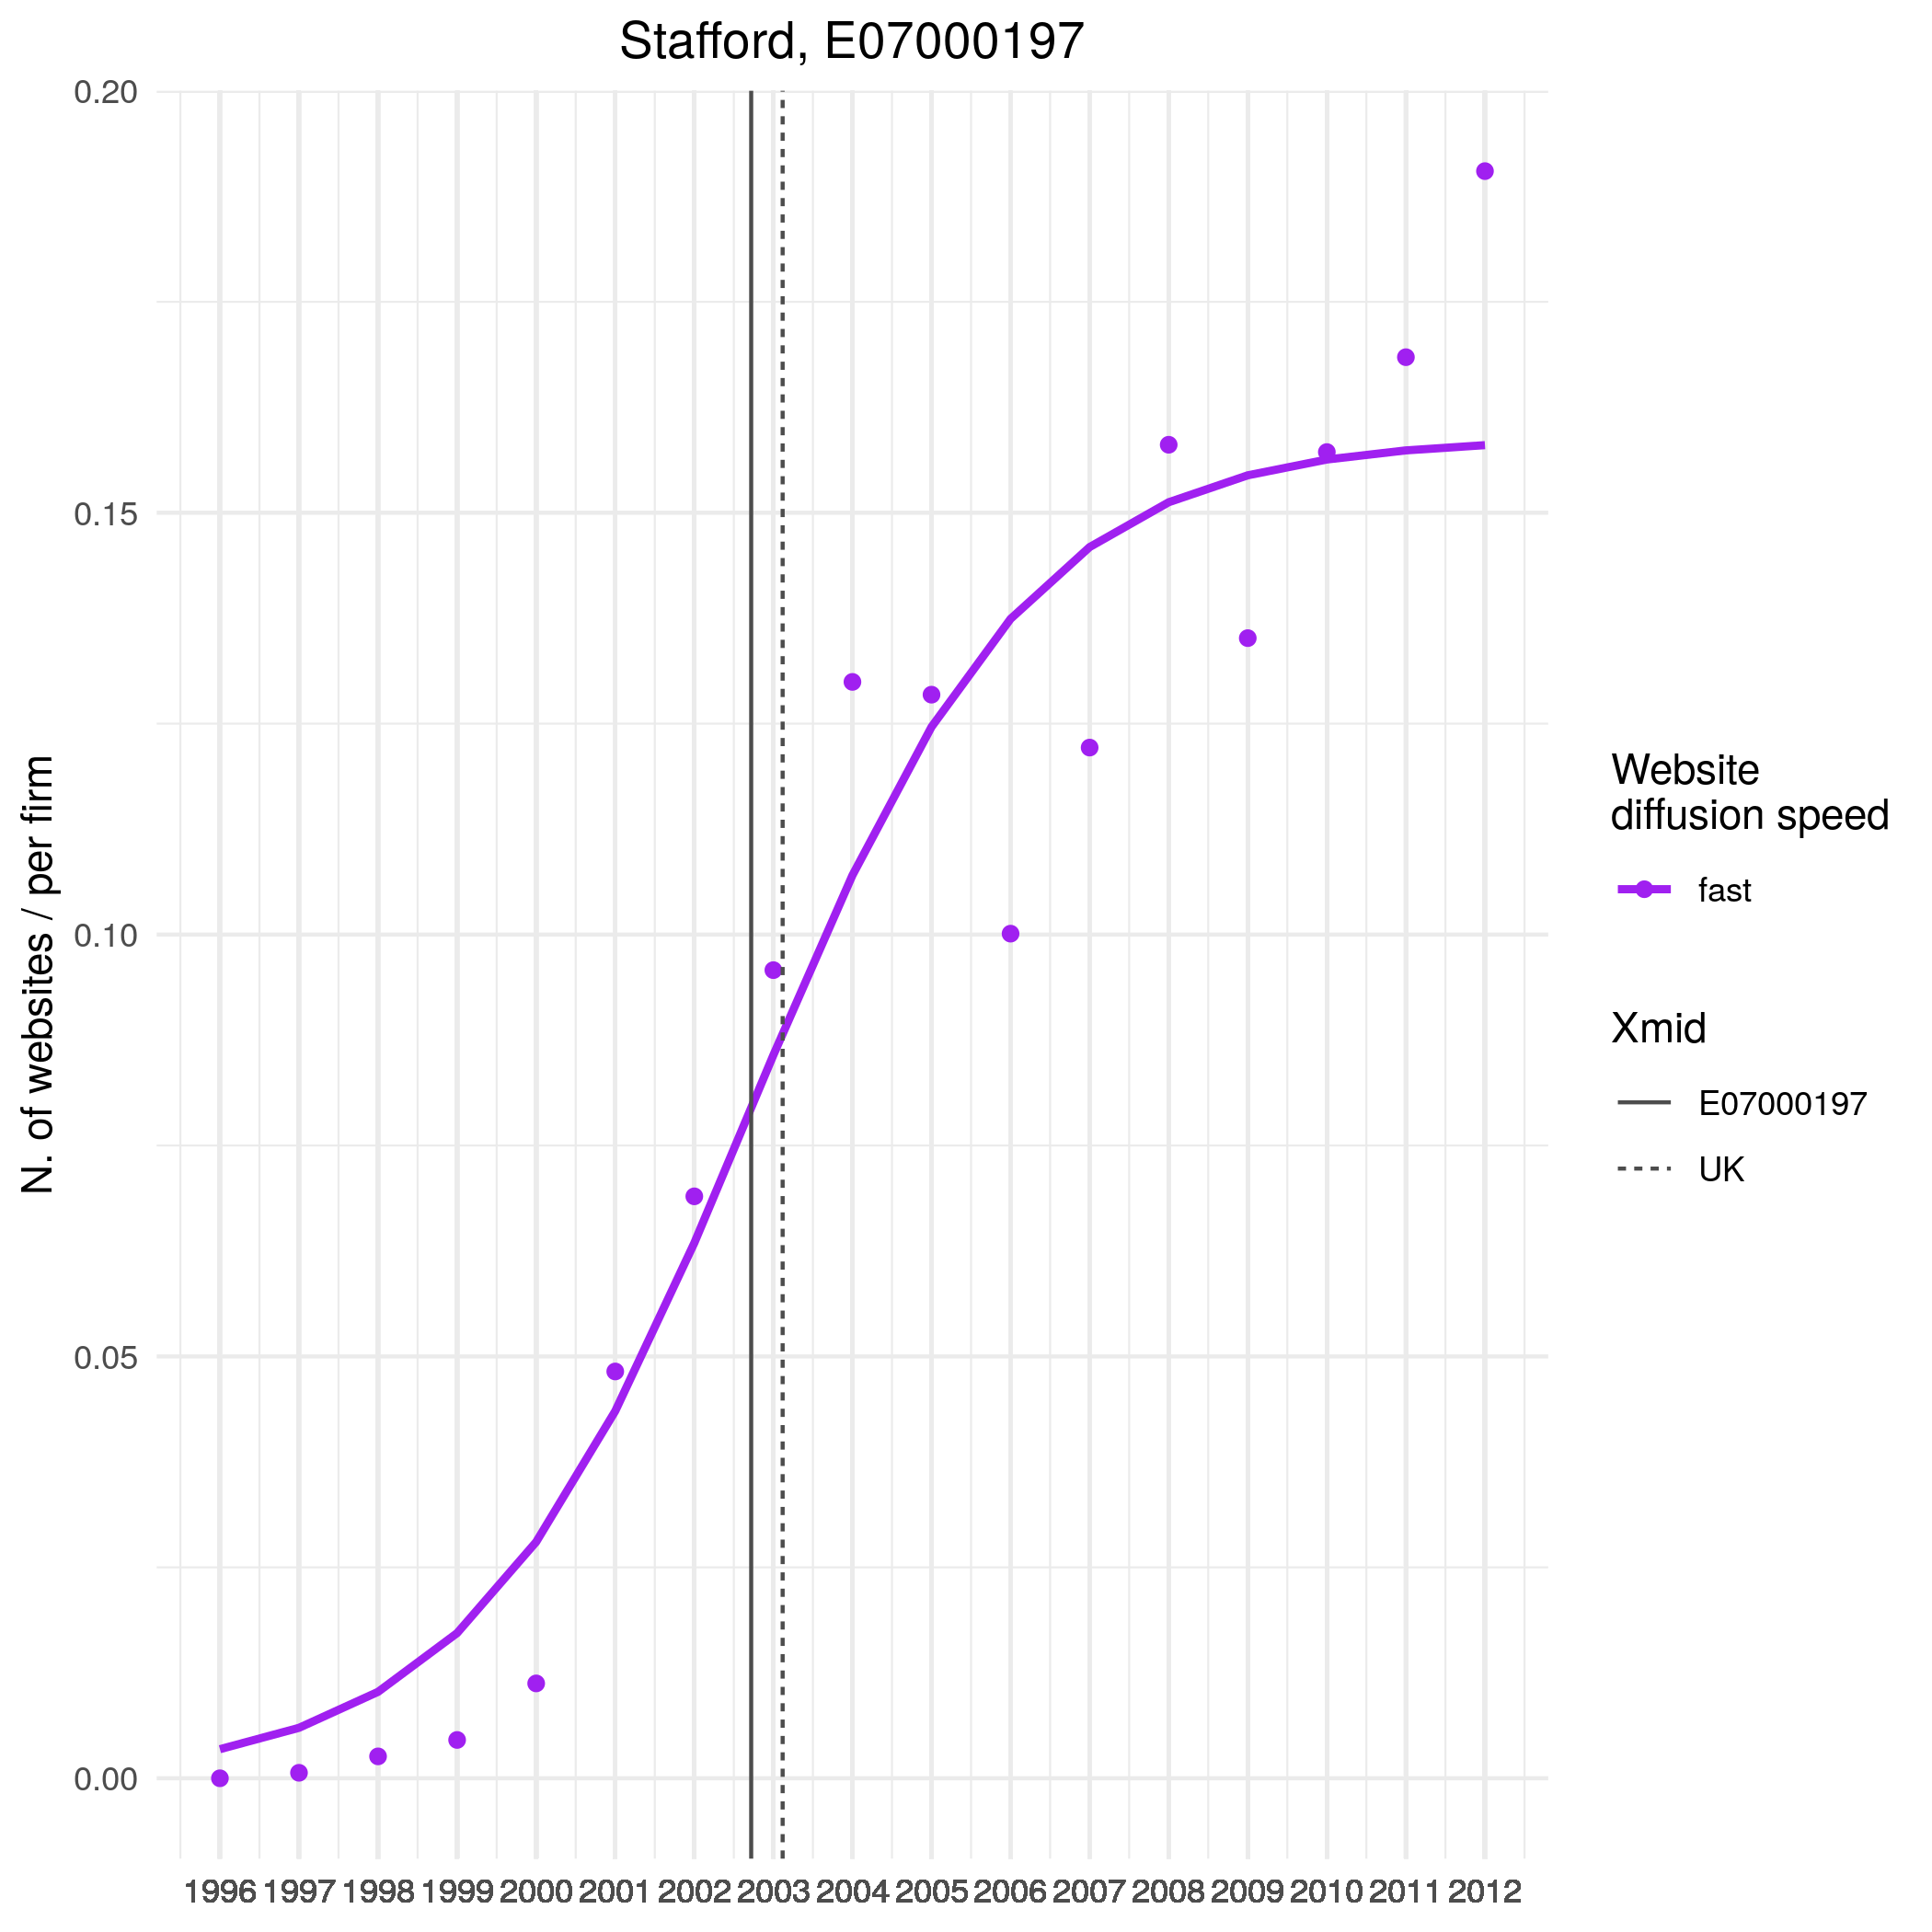 Stafford, E07000197
N. of websites / per firm
0.20
0.15
0.10
0.05
0.00
1996 1997 1998 1999 2000 2001 2002 2003 2004 2005 2006 2007 2008 2009 2010 2011 2012
Website
diffusion speed
fast
Xmid
E07000197
UK